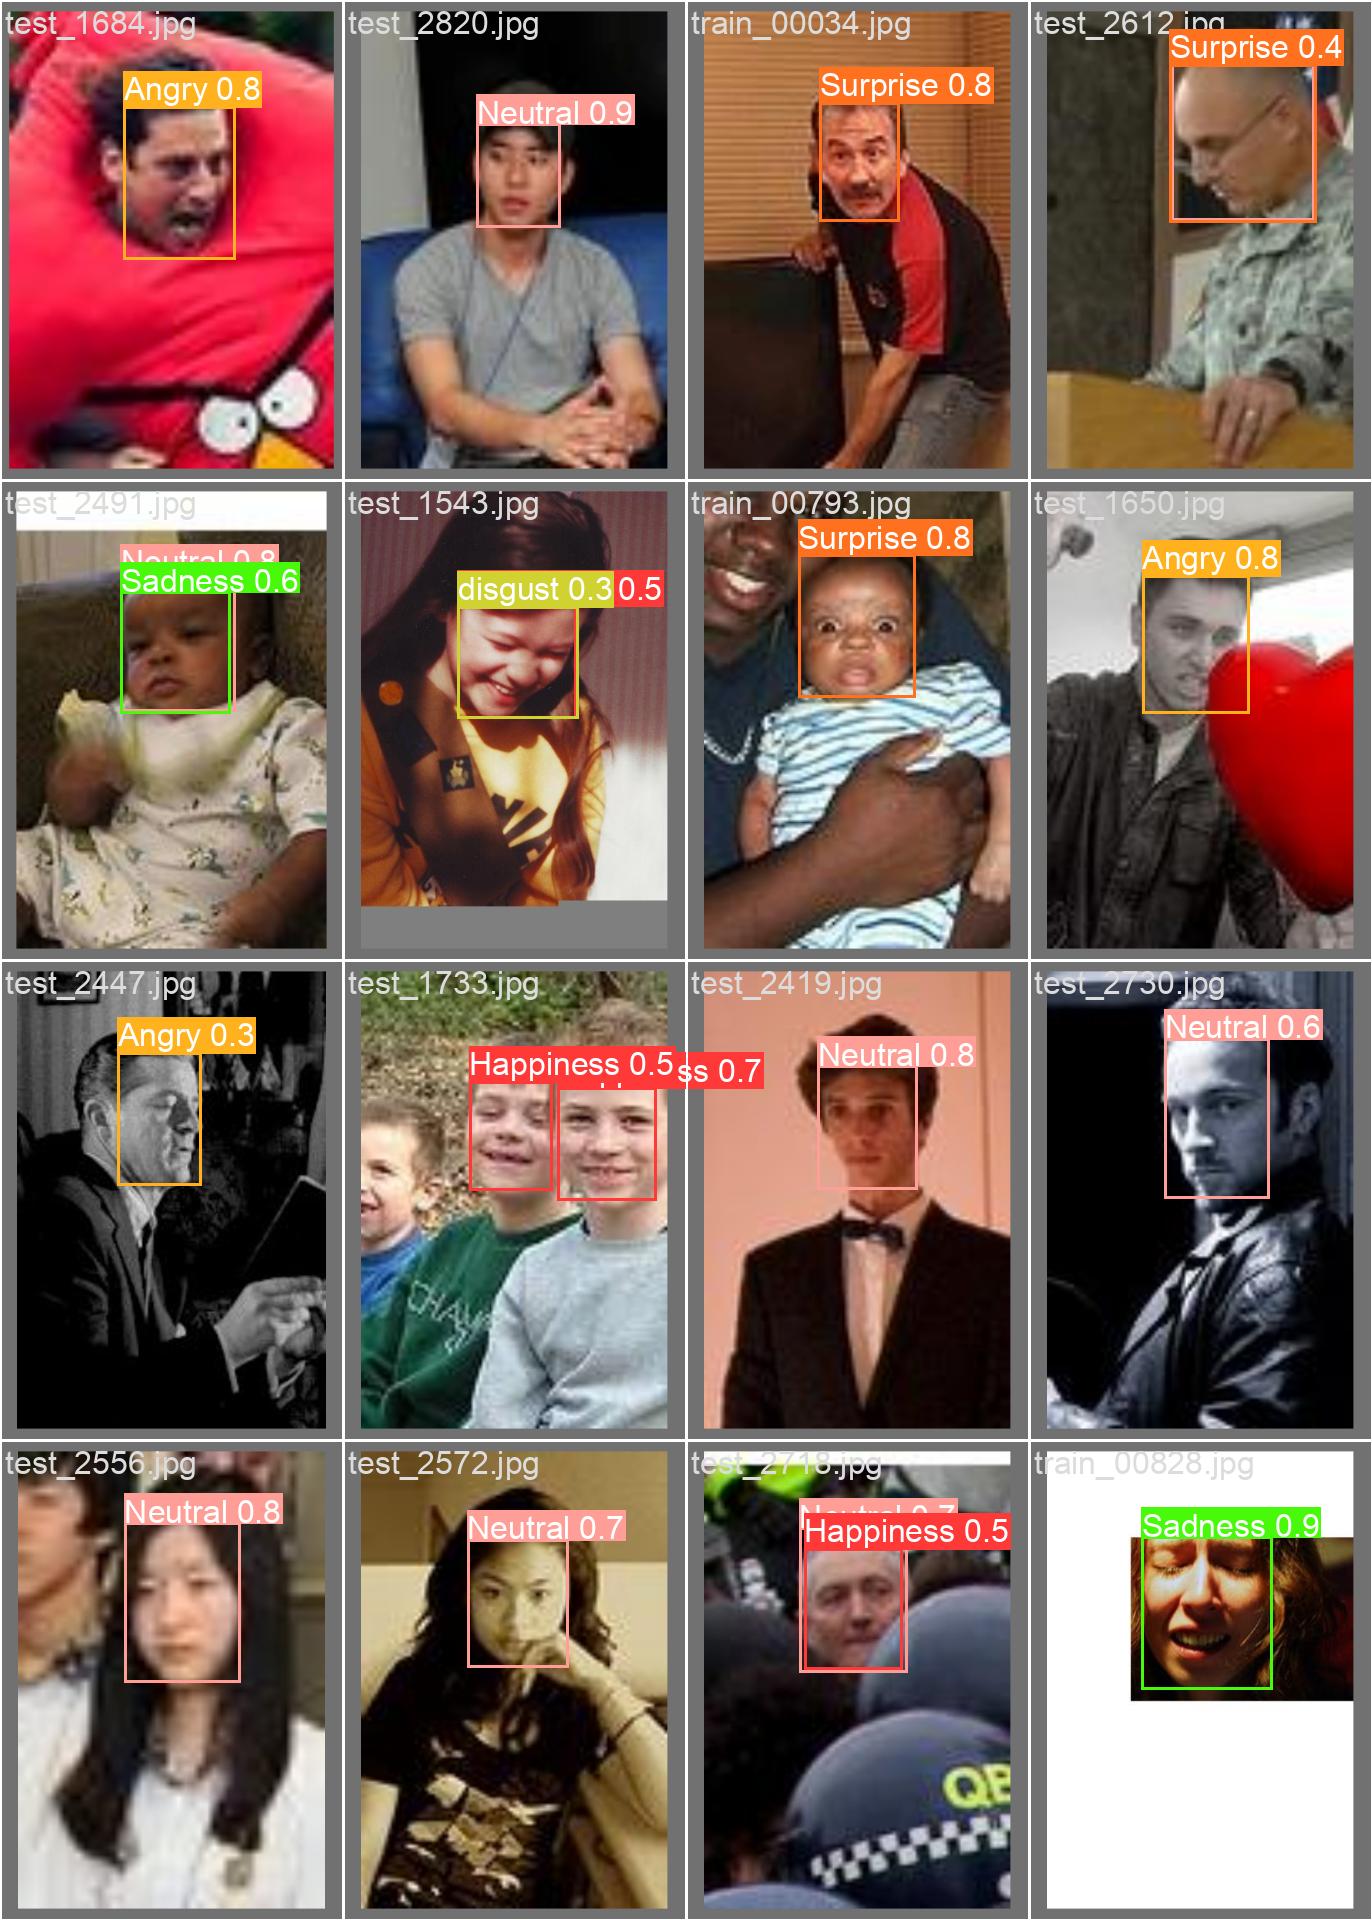 test_1684.jpg
Angry 0.8
test_2820.jpg
Neutral 0.9
train_00034.jpg
Surprise 0.8
test_2612.jpg
Surprise 0.4
test_2491.jpg
Neutral 0.8
Sadness 0.6
test_1543.jpg
disgust 0.3 0.5
train_00793.jpg
Surprise 0.8
test_1650.jpg
Angry 0.8
test_2447.jpg
Angry 0.3
test_1733.jpg
Happiness 0.5
ss 0.7
test_2419.jpg
Neutral 0.8
test_2730.jpg
Neutral 0.6
test_2556.jpg
Neutral 0.8
test_2572.jpg
Neutral 0.7
test_2718.jpg
Neutral 0.7
Happiness 0.5
QB
train_00828.jpg
Sadness 0.9